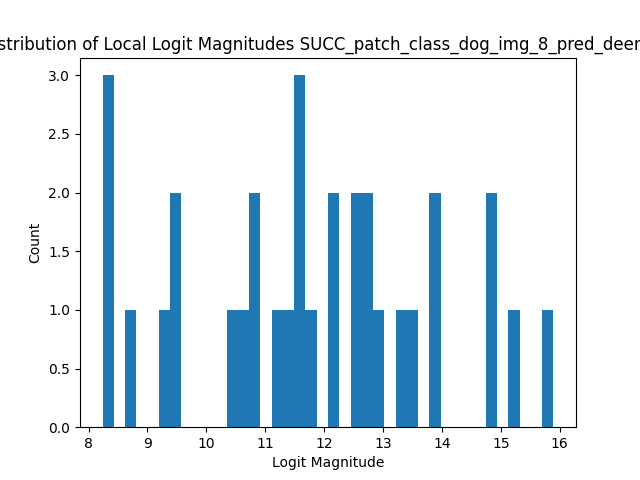 stribution of Local Logit Magnitudes SUCC_patch_class_dog_img_8_pred_deer
3.0
2.5
2.0
1.5
1.0
0.5
0.0
Count
8 9 10 11 12 13 14 15 16
Logit Magnitude